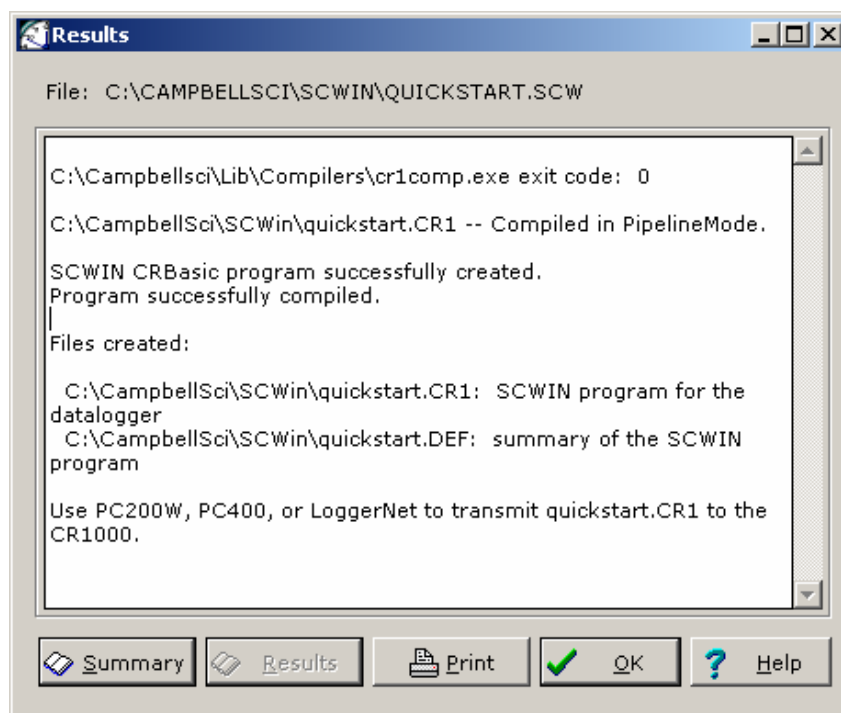 Results
File: C:\CAMPBELLSCI\SCWIN\QUICKSTART.SCW
C:\Campbellsci\Lib\Compilers\cr1comp.exe exit code: 0
C:\CampbellSci\SCWin\quickstart.CR1 -- Compiled in PipelineMode.
SCWIN CRBasic program successfully created.
Program successfully compiled.
Files created:
C:\CampbellSci\SCWin\quickstart.CR1: SCWIN program for the
datalogger
C:\CampbellSci\SCWin\quickstart.DEF: summary of the SCWIN
program
Use PC200W, PC400, or LoggerNet to transmit quickstart.CR1 to the
CR1000.
Summary Results Print OK Help